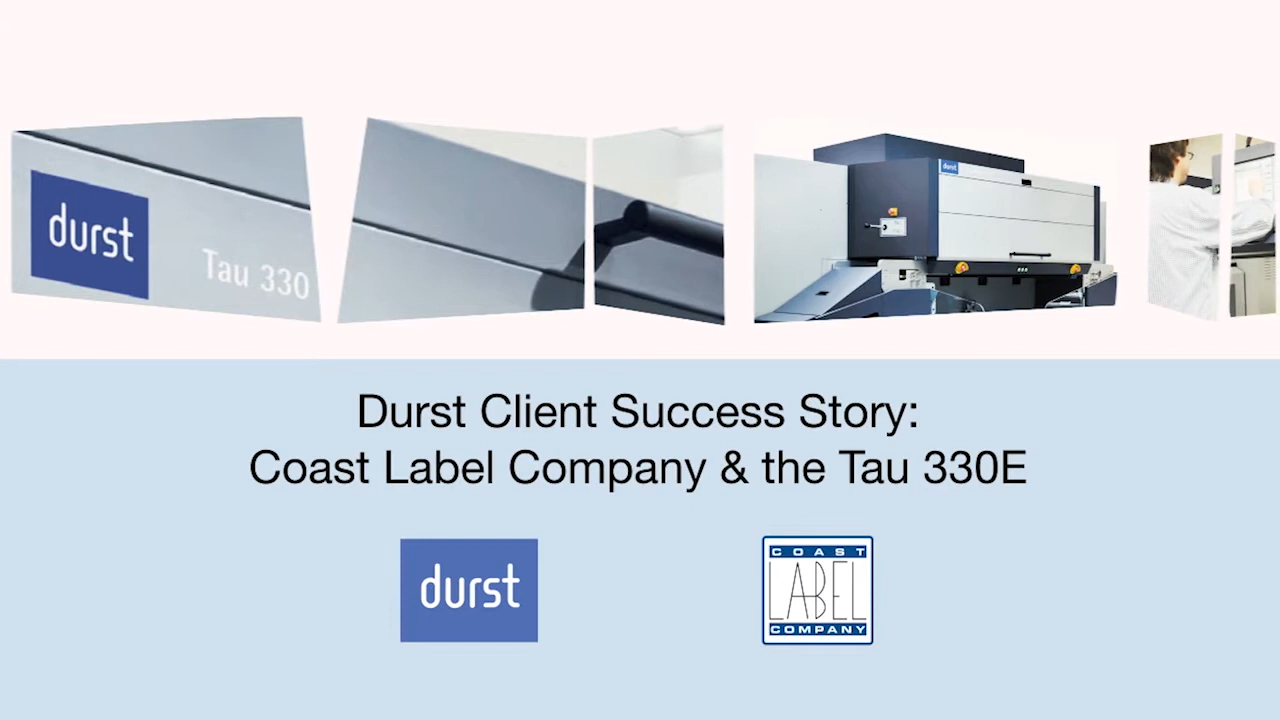 durst
Tau 330
durst
Durst Client Success Story:
Coast Label Company & the Tau 330E
durst
COAST
LABEL
COMPANY